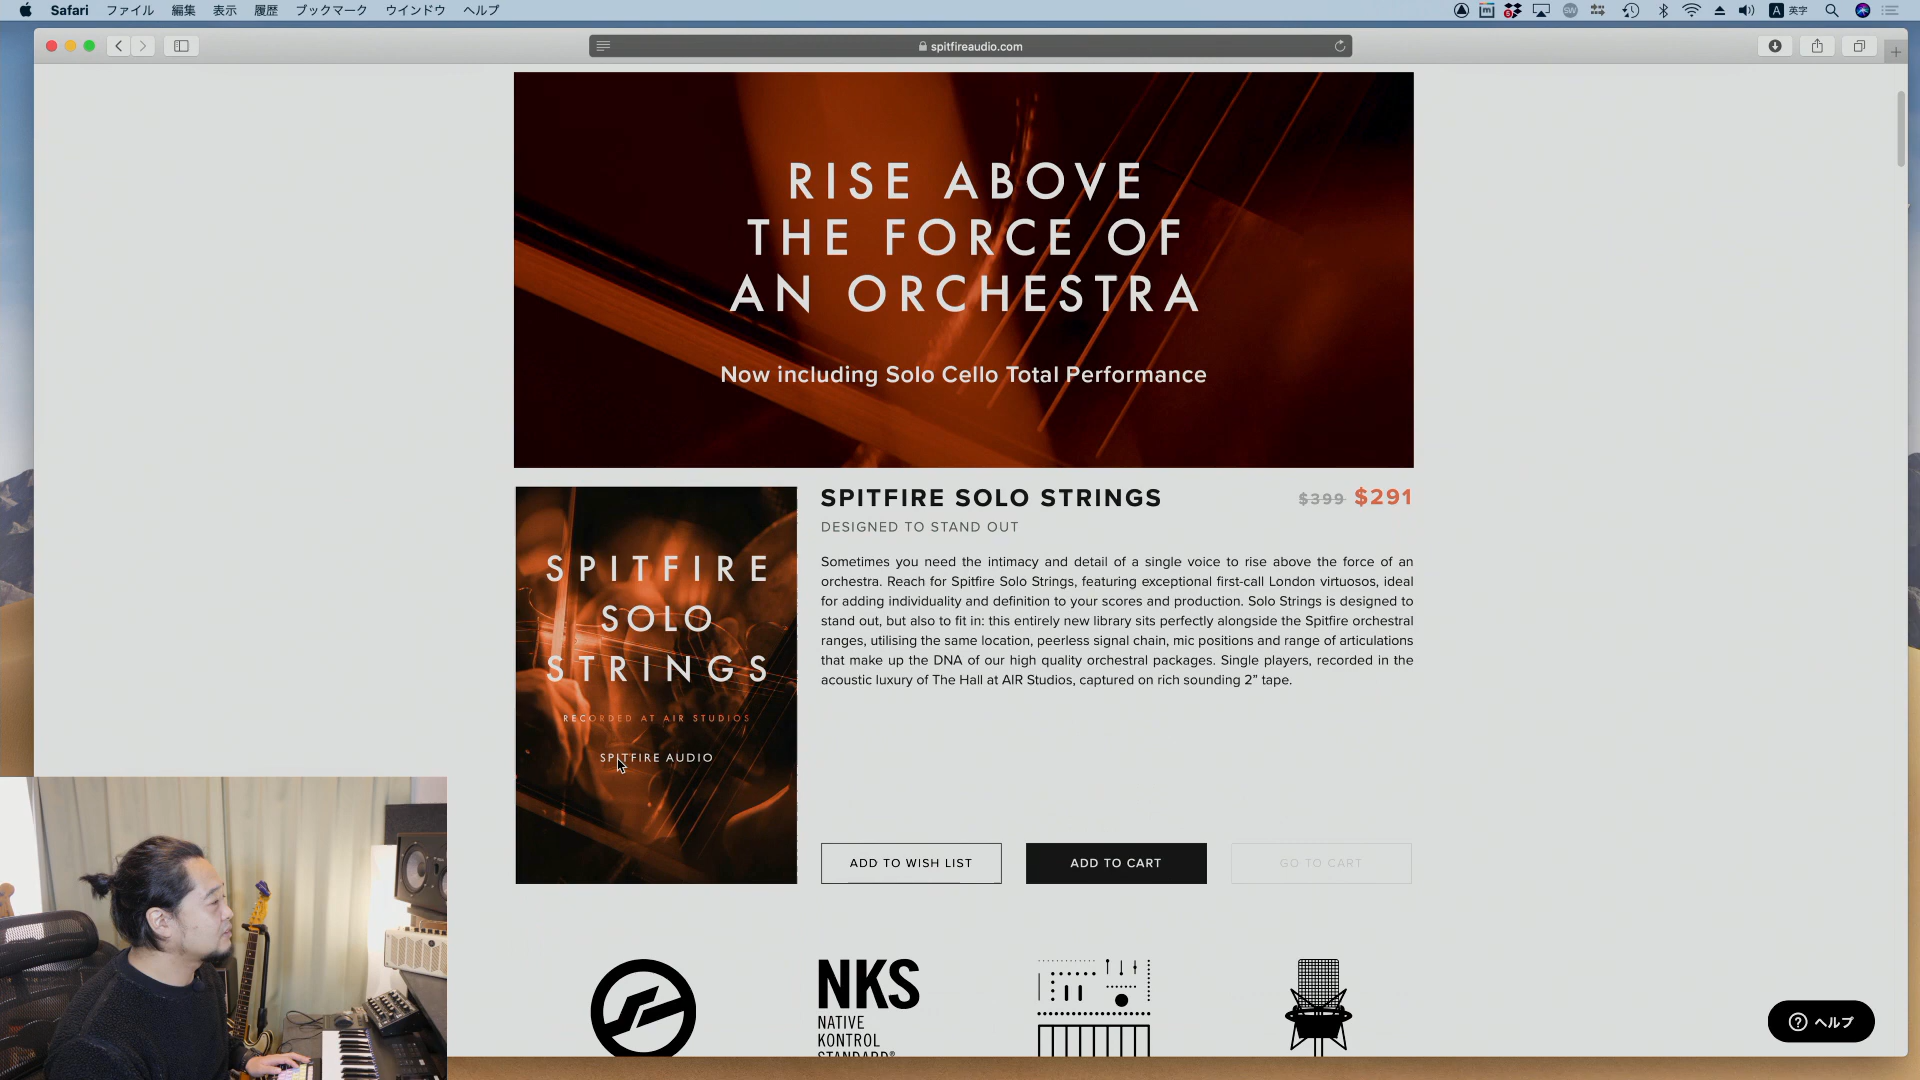 Safari ファイル 編集 表示 履歴 ブックマーク ウインドウ ヘルプ
A 英字
spitfireaudio.com
RISE ABOVE
THE FORCE OF
AN ORCHESTRA
Now including Solo Cello Total Performance
SPITFIRE
SOLO
STRINGS
RECORDED AT AIR STUDIOS
SPITFIRE AUDIO
SPITFIRE SOLO STRINGS
$399 $291
DESIGNED TO STAND OUT
Sometimes you need the intimacy and detail of a single voice to rise above the force of an
orchestra. Reach for Spitfire Solo Strings, featuring exceptional first-call London virtuosos, ideal
for adding individuality and definition to your scores and production. Solo Strings is designed to
stand out, but also to fit in: this entirely new library sits perfectly alongside the Spitfire orchestral
ranges, utilising the same location, peerless signal chain, mic positions and range of articulations
that make up the DNA of our high quality orchestral packages. Single players, recorded in the
acoustic luxury of The Hall at AIR Studios, captured on rich sounding 2” tape.
ADD TO WISH LIST
ADD TO CART
GO TO CART
NKS
NATIVE
KONTROL
STANDARD®
ヘルプ